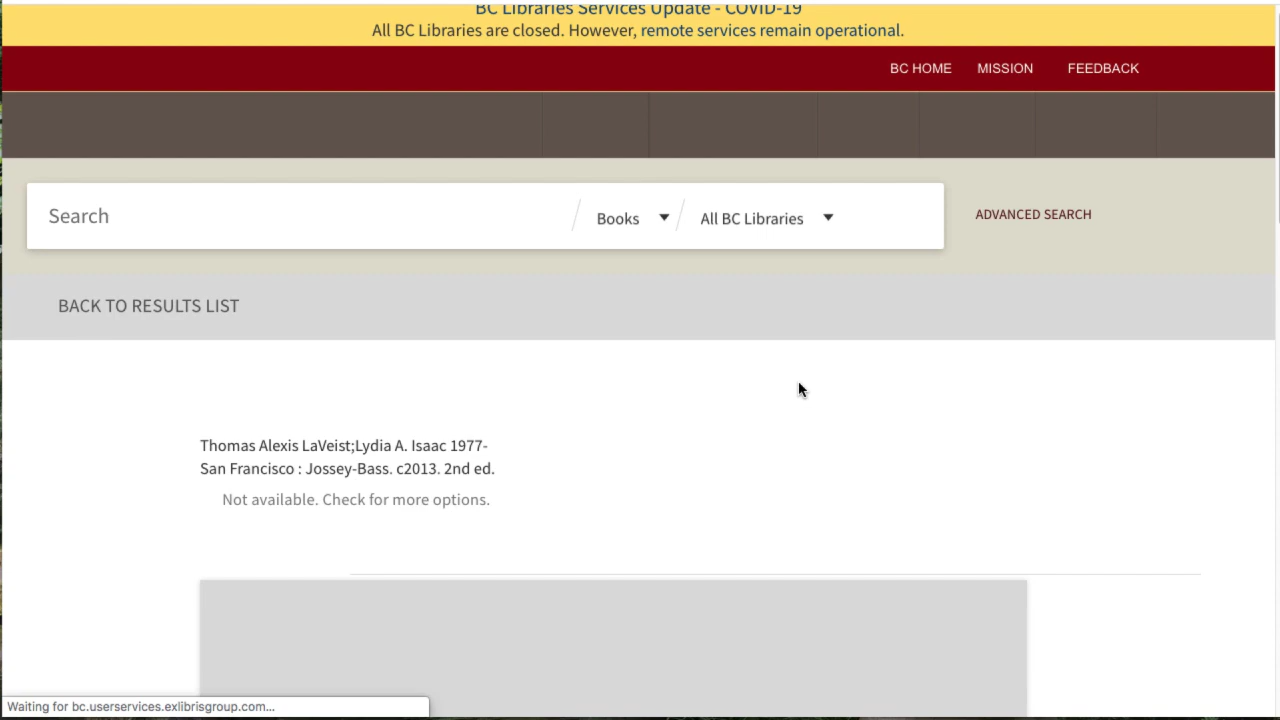 BC Libraries Services Update - COVID-19
All BC Libraries are closed. However, remote services remain operational.
BC HOME MISSION FEEDBACK
Search Books All BC Libraries ADVANCED SEARCH
BACK TO RESULTS LIST
Thomas Alexis LaVeist;Lydia A. Isaac 1977-
San Francisco : Jossey-Bass. c2013. 2nd ed.
Not available. Check for more options.
Waiting for bc.userservices.exlibrisgroup.com...